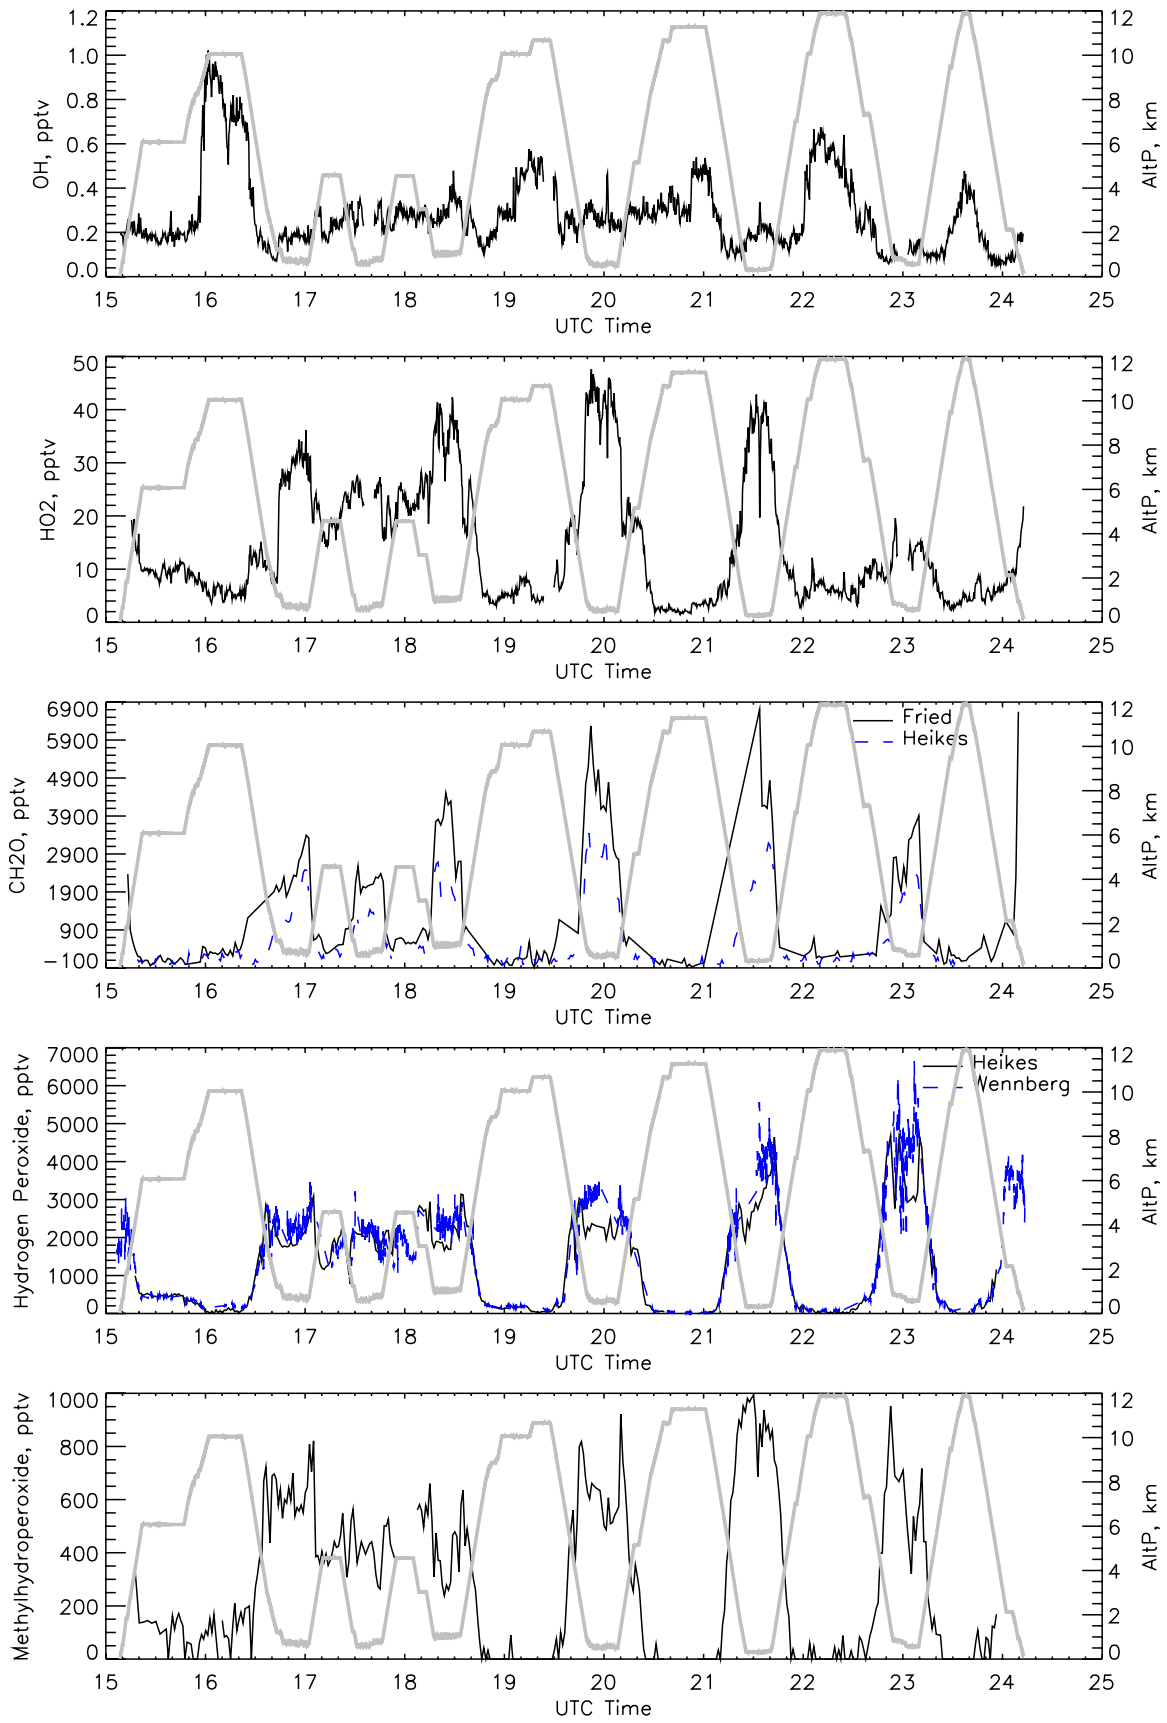 OH, pptv
1.2
1.0
0.8
0.6
0.4
0.2
0.0
15 16 17 18 19 20 21 22 23 24 25
UTC Time
12
10
8
6
4
2
0
AltP, km
HO2, pptv
50
40
30
20
10
0
15 16 17 18 19 20 21 22 23 24 25
UTC Time
12
10
8
6
4
2
0
AltP, km
CH2O, pptv
6900
5900
4900
3900
2900
1900
900
-100
Fried
Heikes
15 16 17 18 19 20 21 22 23 24 25
UTC Time
12
10
8
6
4
2
0
AltP, km
Hydrogen Peroxide, pptv
7000
6000
5000
4000
3000
2000
1000
0
Heikes
Wennberg
15 16 17 18 19 20 21 22 23 24 25
UTC Time
12
10
8
6
4
2
0
AltP, km
Methylhydroperoxide, pptv
1000
800
600
400
200
0
15 16 17 18 19 20 21 22 23 24 25
UTC Time
12
10
8
6
4
2
0
AltP, km